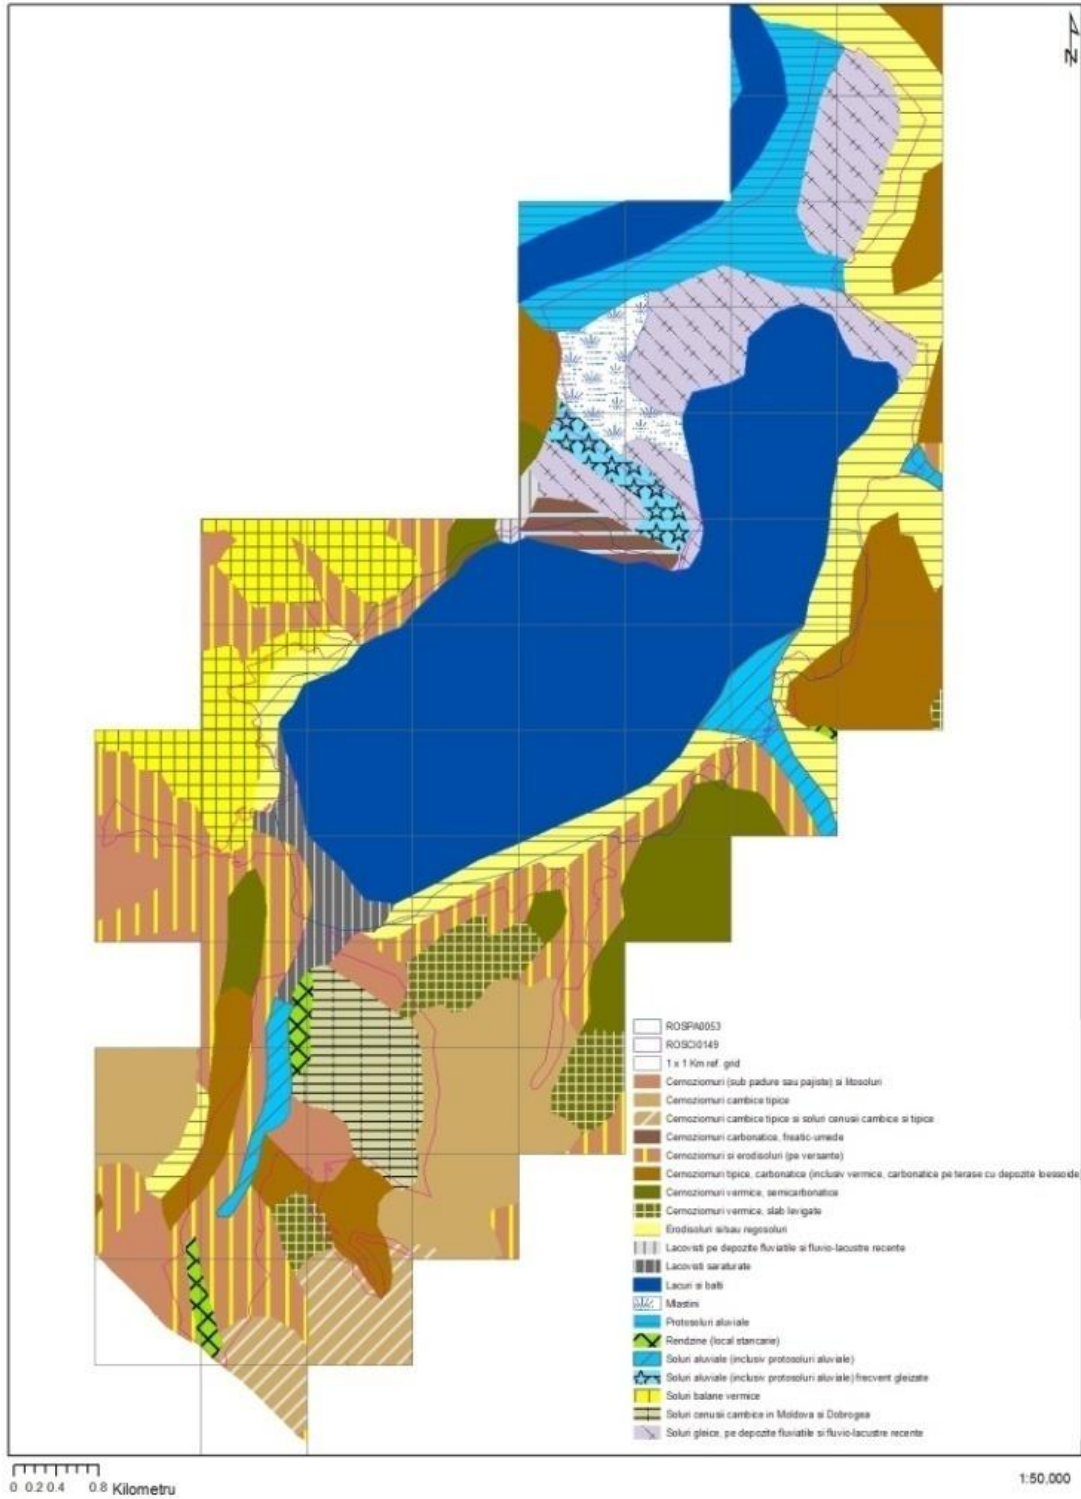 N
ROSPA0053
ROSCI0149
1 x 1 Km ref. grid
Cernoziomuri (sub padure sau pajiste) si litosoluri
Cernoziomuri cambice tipice
Cernoziomuri cambice tipice si soluri cenusii cambice si tipice
Cernoziomuri carbonatice, freatic-umede
Cernoziomuri si erodisoluri (pe versante)
Cernoziomuri tipice, carbonatice (inclusiv vermice, carbonatice pe terase cu depozite loessoide
Cernoziomuri vermice, semicarbonatice
Cernoziomuri vermice, slab levigate
Erodisoluri si/sau regosoluri
Lacovisti pe depozite fluviatile si fluvio-lacustre recente
Lacovisti saraturate
Lacuri si balti
Mlastini
Protosoluri aluviale
Rendzine (local stancarie)
Soluri aluviale (inclusiv protosoluri aluviale)
Soluri aluviale (inclusiv protosoluri aluviale) frecvent gleizate
Soluri balane vermice
Soluri cenusii cambice in Moldova si Dobrogea
Soluri gleice, pe depozite fluviatile si fluvio-lacustre recente
0 0.2 0.4 0.8 Kilometru
1:50,000